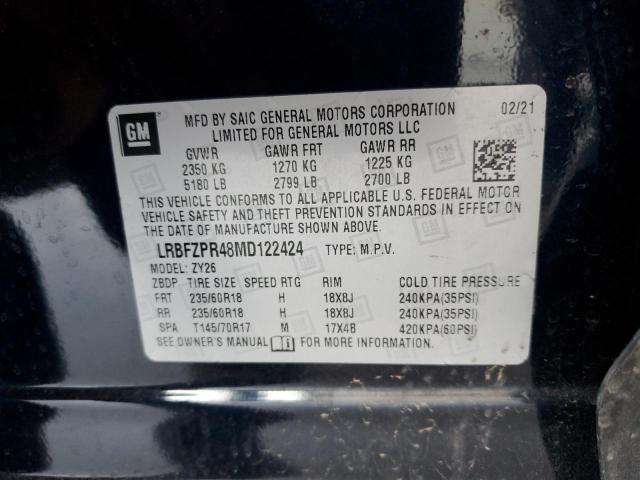 GM
MFD BY SAIC GENERAL MOTORS CORPORATION 02/21
LIMITED FOR GENERAL MOTORS LLC
GVWR GAWR FRT GAWR RR
2350 KG 1270 KG 1225 KG
5180 LB 2799 LB 2700 LB
THIS VEHICLE CONFORMS TO ALL APPLICABLE U.S. FEDERAL MOTOR
VEHICLE SAFETY AND THEFT PREVENTION STANDARDS IN EFFECT ON
THE DATE OF MANUFACTURE SHOWN ABOVE.
LRBFZPR48MD122424 TYPE: M.P.V.
MODEL: ZY26
ZBDP TIRE SIZE SPEED RTG RIM COLD TIRE PRESSURE
FRT 235/60R18 H 18X8J 240KPA(35PSI)
RR 235/60R18 H 18X8J 240KPA(35PSI)
SPA T145/70R17 M 17X4B 420KPA(60PSI)
SEE OWNER'S MANUAL FOR MORE INFORMATION.